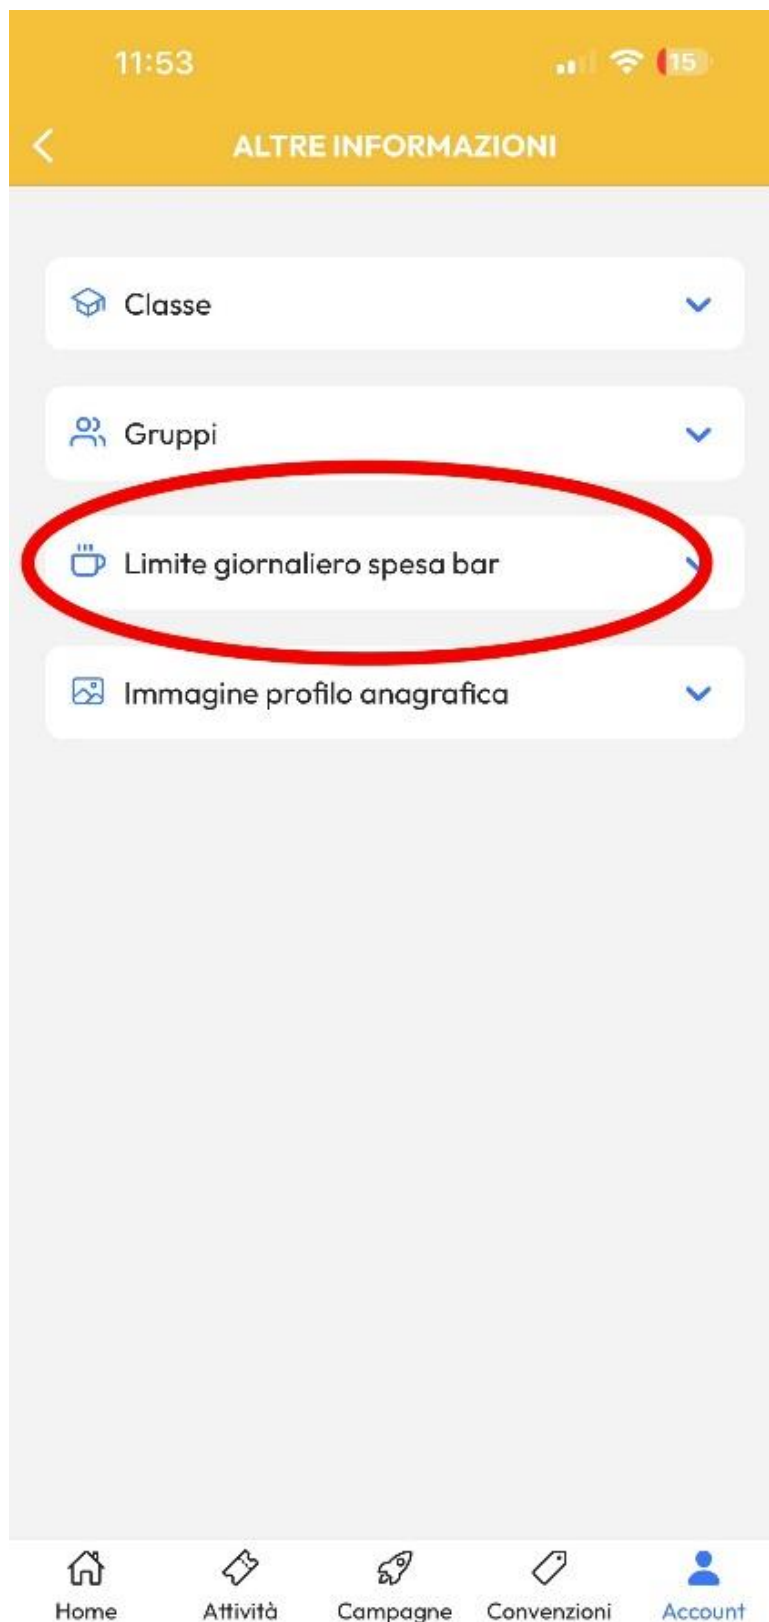 11:53
15
ALTRE INFORMAZIONI
Classe
Gruppi
Limite giornaliero spesa bar
Immagine profilo anagrafica
Home Attività Campagne Convenzioni Account